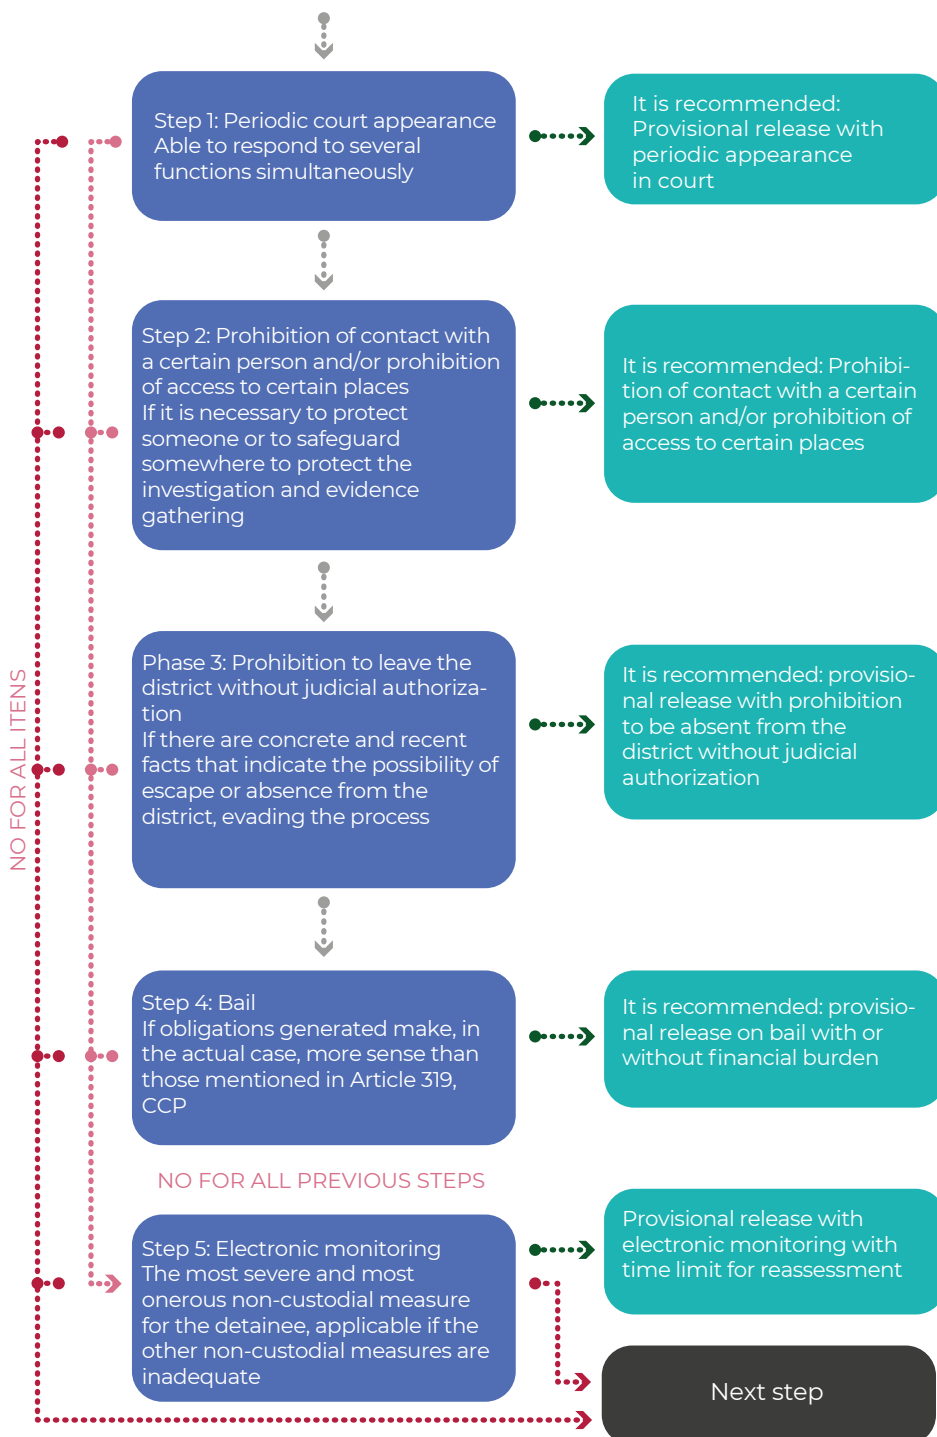 Step 1: Periodic court appearance
Able to respond to several
functions simultaneously
It is recommended:
Provisional release with
periodic appearance
in court
Step 2: Prohibition of contact with
a certain person and/or prohibition
of access to certain places
If it is necessary to protect
someone or to safeguard
somewhere to protect the
investigation and evidence
gathering
It is recommended: Prohibi-
tion of contact with a certain
person and/or prohibition of
access to certain places
NO FOR ALL ITENS
Phase 3: Prohibition to leave the
district without judicial authoriza-
tion
If there are concrete and recent
facts that indicate the possibility of
escape or absence from the
district, evading the process
It is recommended: provisio-
nal release with prohibition
to be absent from the
district without judicial
authorization
Step 4: Bail
If obligations generated make, in
the actual case, more sense than
those mentioned in Article 319,
CCP
It is recommended: provisio-
nal release on bail with or
without financial burden
NO FOR ALL PREVIOUS STEPS
Step 5: Electronic monitoring
The most severe and most
onerous non-custodial measure
for the detainee, applicable if the
other non-custodial measures are
inadequate
Provisional release with
electronic monitoring with
time limit for reassessment
Next step